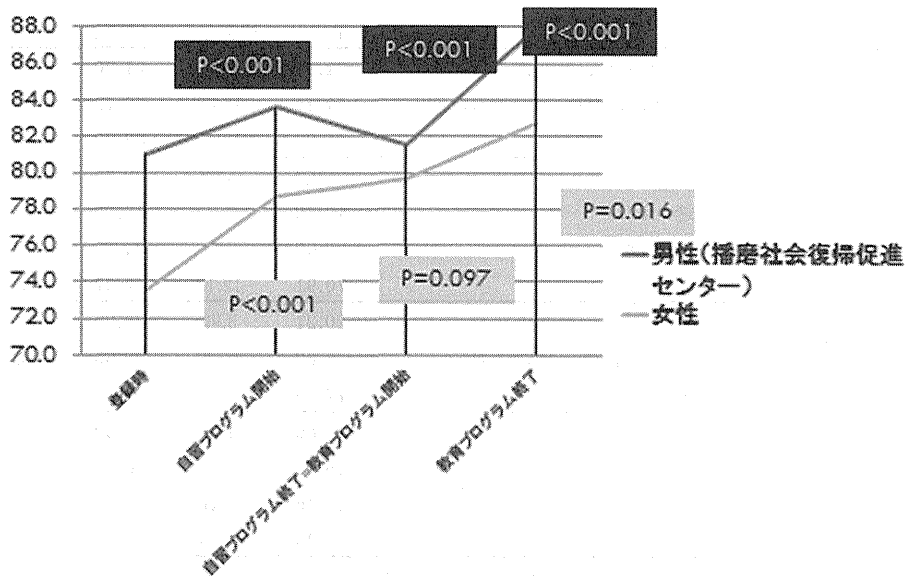 88.0
86.0
84.0
82.0
80.0
78.0
76.0
74.0
72.0
70.0
P<0.001
P<0.001
P<0.001
P=0.016
P=0.097
P<0.001
男性(播磨社会復帰促進
センター)
女性
登録時
自習プログラム開始
自習プログラム終了=教育プログラム開始
教育プログラム終了